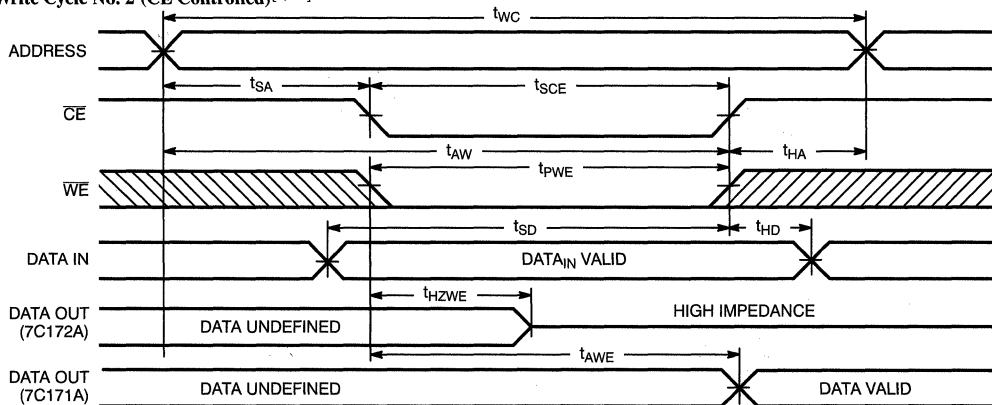 Write Cycle No. 2 (CE Controlled)
tWC
ADDRESS
tSA
tSCE
CE
tAW
tHA
tPWE
WE
tSD
tHD
DATA IN
DATAIN VALID
tHZWE
DATA OUT
(7C172A)
DATA UNDEFINED
HIGH IMPEDANCE
tAWE
DATA OUT
(7C171A)
DATA UNDEFINED
DATA VALID